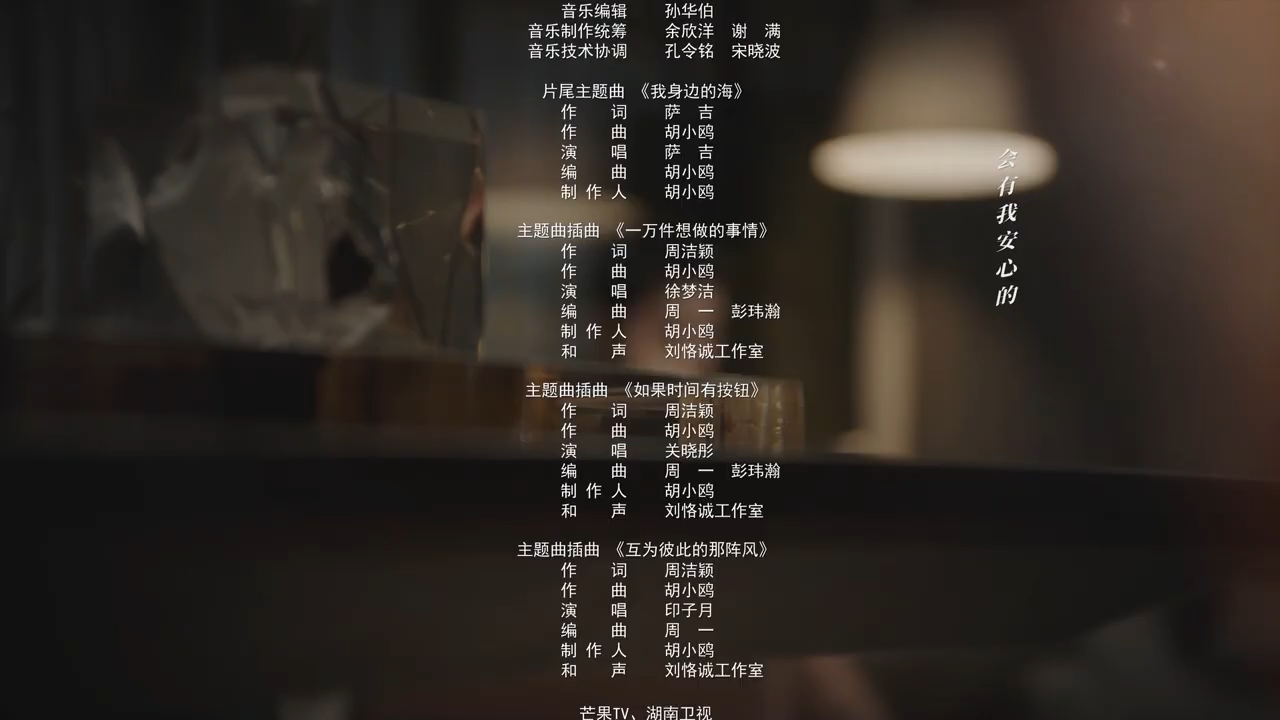 音乐编辑 孙华伯
音乐制作统筹 余欣洋 谢 满
音乐技术协调 孔令铭 宋晓波
片尾主题曲 《我身边的海》
作 词 萨 吉
作 曲 胡小鸥
演 唱 萨 吉
编 曲 胡小鸥
制 作 人 胡小鸥
主题曲插曲 《一万件想做的事情》
作 词 周洁颖
作 曲 胡小鸥
演 唱 徐梦洁
编 曲 周 一 彭玮瀚
制 作 人 胡小鸥
和 声 刘恪诚工作室
主题曲插曲 《如果时间有按钮》
作 词 周洁颖
作 曲 胡小鸥
演 唱 关晓彤
编 曲 周 一 彭玮瀚
制 作 人 胡小鸥
和 声 刘恪诚工作室
主题曲插曲 《互为彼此的那阵风》
作 词 周洁颖
作 曲 胡小鸥
演 唱 印子月
编 曲 周 一
制 作 人 胡小鸥
和 声 刘恪诚工作室
芒果TV、湖南卫视
会有我安心的